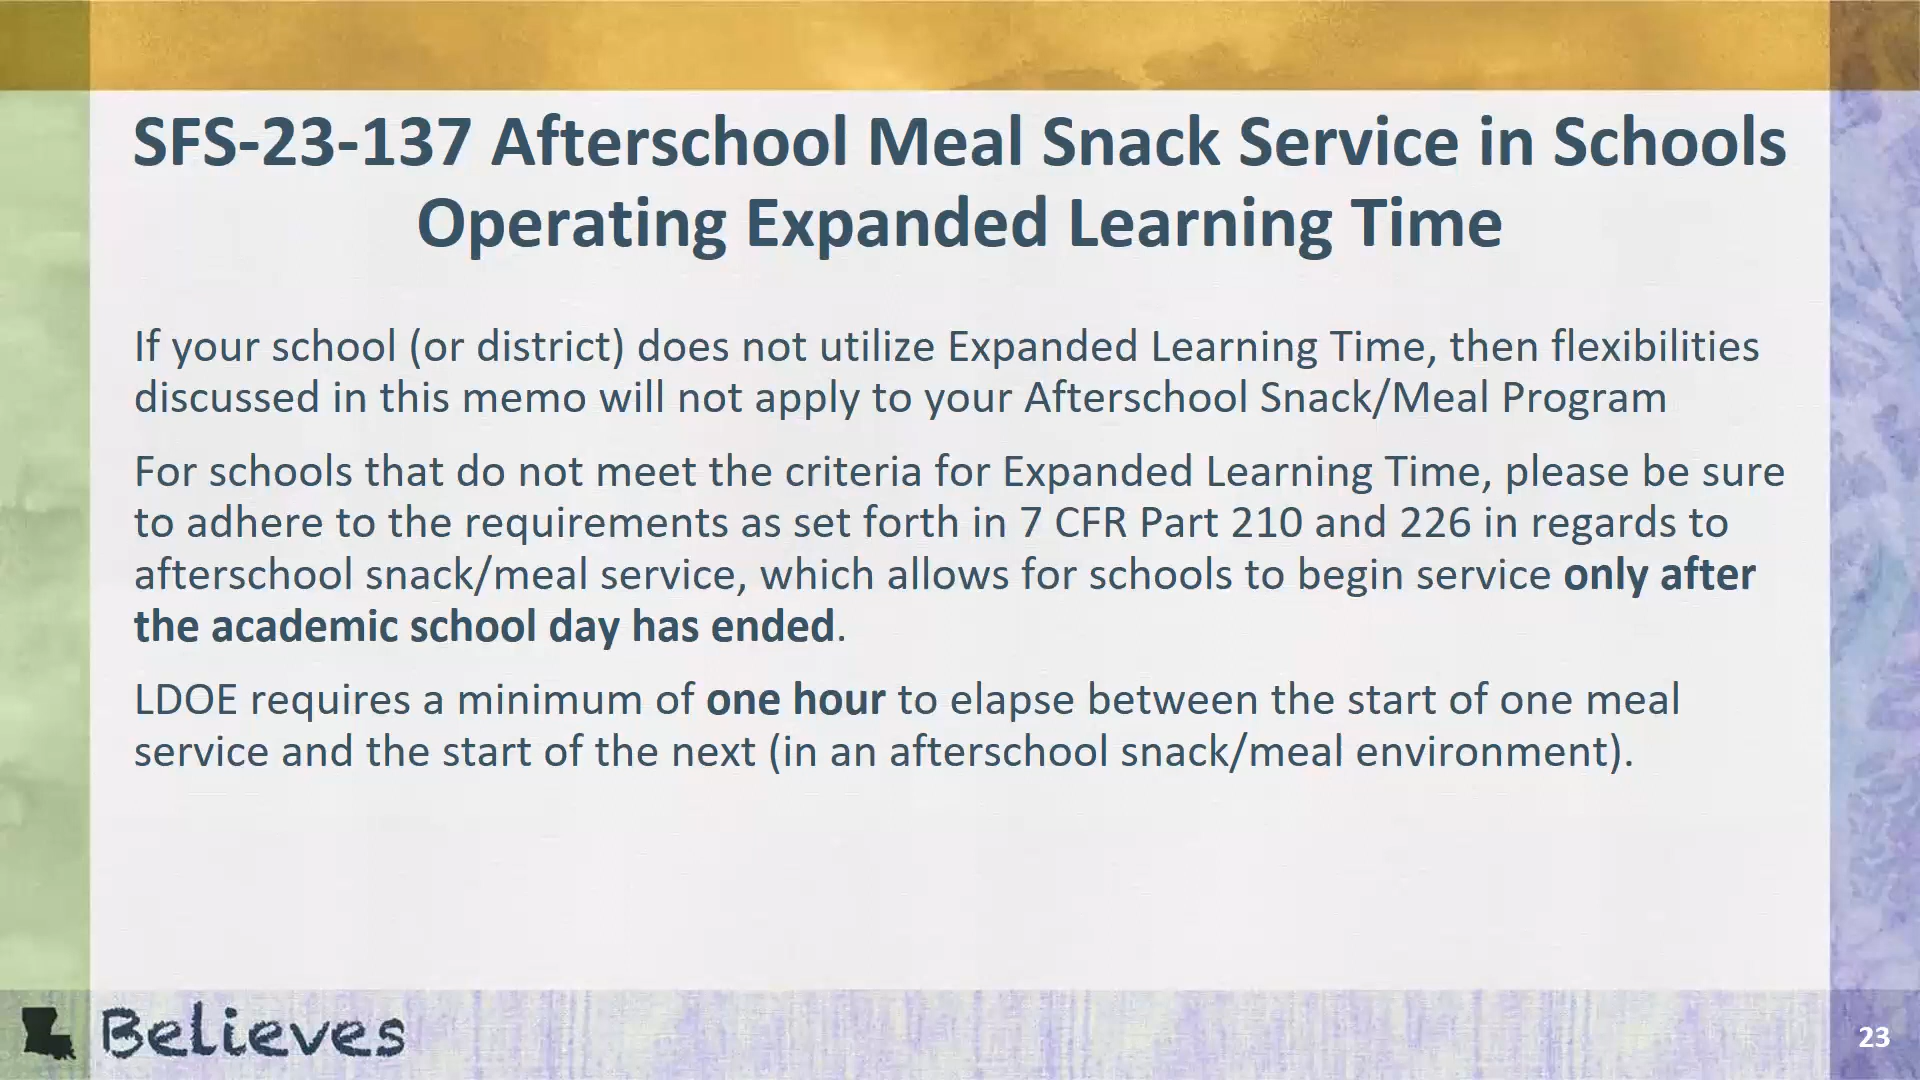 SFS-23-137 Afterschool Meal Snack Service in Schools
Operating Expanded Learning Time
If your school (or district) does not utilize Expanded Learning Time, then flexibilities
discussed in this memo will not apply to your Afterschool Snack/Meal Program
For schools that do not meet the criteria for Expanded Learning Time, please be sure
to adhere to the requirements as set forth in 7 CFR Part 210 and 226 in regards to
afterschool snack/meal service, which allows for schools to begin service only after
the academic school day has ended.
LDOE requires a minimum of one hour to elapse between the start of one meal
service and the start of the next (in an afterschool snack/meal environment).
Believes
23